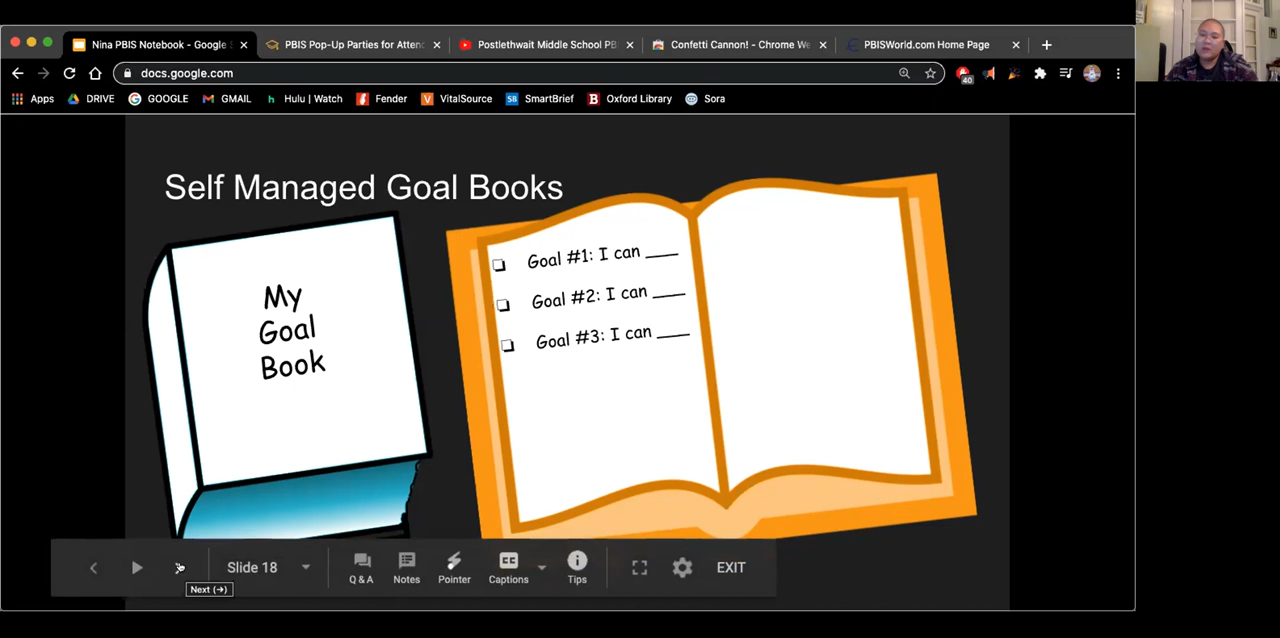 Nina PBIS Notebook - Google S
PBIS Pop-Up Parties for Attend
Postlethwait Middle School PBI
Confetti Cannon! - Chrome We
PBISWorld.com Home Page
docs.google.com
40
Apps DRIVE GOOGLE GMAIL Hulu | Watch Fender VitalSource SmartBrief Oxford Library Sora
Self Managed Goal Books
My
Goal
Book
Goal #1: I can ____
Goal #2: I can ____
Goal #3: I can ____
Slide 18
Q & A
Notes
Pointer
Captions
Tips
EXIT
Next (→)